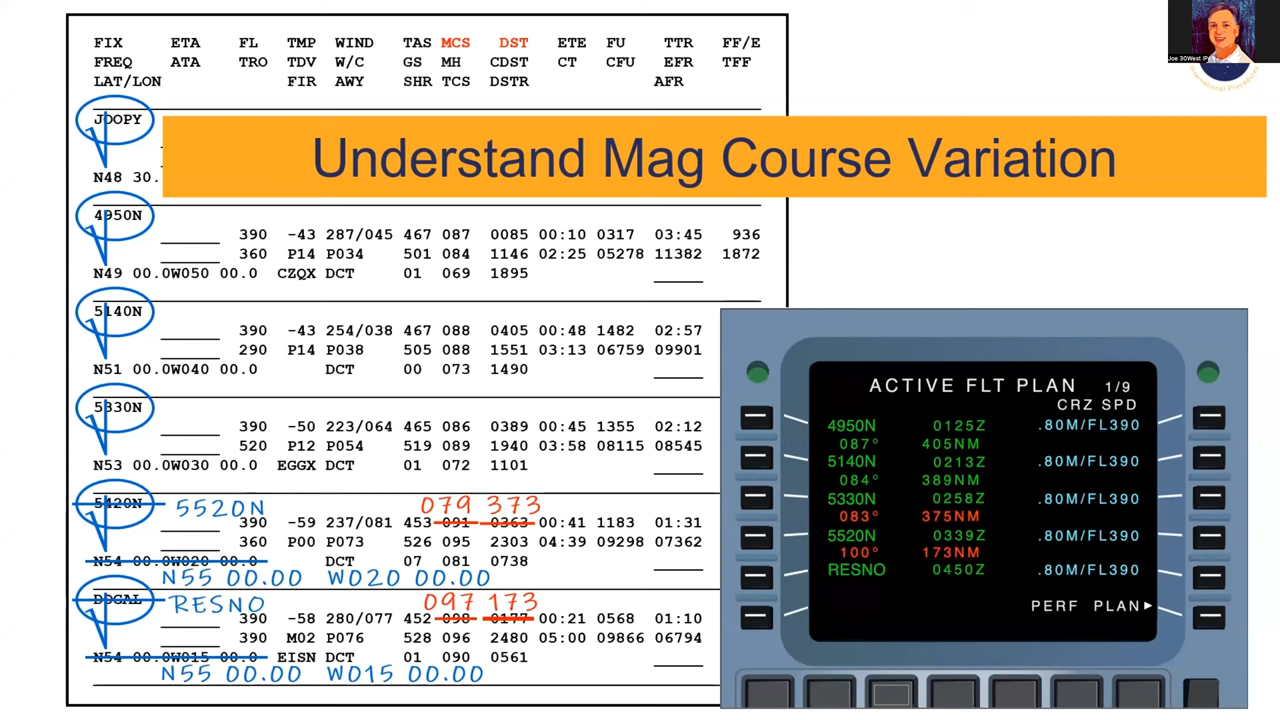 FIX ETA FL TMP WIND TAS MCS DST ETE FU TTR FF/E
FREQ ATA TRO TDV W/C GS MH CDST CT CFU EFR TFF
LAT/LON FIR AWY SHR TCS DSTR AFR
JOOPY
Understand Mag Course Variation
N48 30.
4950N
390 -43 287/045 467 087 0085 00:10 0317 03:45 936
360 P14 P034 501 084 1146 02:25 05278 11382 1872
N49 00.0W050 00.0 CZQX DCT 01 069 1895
5140N
390 -43 254/038 467 088 0405 00:48 1482 02:57
290 P14 P038 505 088 1551 03:13 06759 09901
N51 00.0W040 00.0 DCT 00 073 1490
5330N
390 -50 223/064 465 086 0389 00:45 1355 02:12
520 P12 P054 519 089 1940 03:58 08115 08545
N53 00.0W030 00.0 EGGX DCT 01 072 1101
5420N 5520N 079 373
390 -59 237/081 453 091 0363 00:41 1183 01:31
360 P00 P073 526 095 2303 04:39 09298 07362
N54 00.0W020 00.0 DCT 07 081 0738
N55 00.00 W020 00.00
DOGAL RESNO 097 173
390 -58 280/077 452 098 0177 00:21 0568 01:10
390 M02 P076 528 096 2480 05:00 09866 06794
N54 00.0W015 00.0 EISN DCT 01 090 0561
N55 00.00 W015 00.00
ACTIVE FLT PLAN 1/9
CRZ SPD
4950N 0125Z .80M/FL390
087° 405NM
5140N 0213Z .80M/FL390
084° 389NM
5330N 0258Z .80M/FL390
083° 375NM
5520N 0339Z .80M/FL390
100° 173NM
RESNO 0450Z .80M/FL390
PERF PLAN
Joe 30West IP
International Procedures